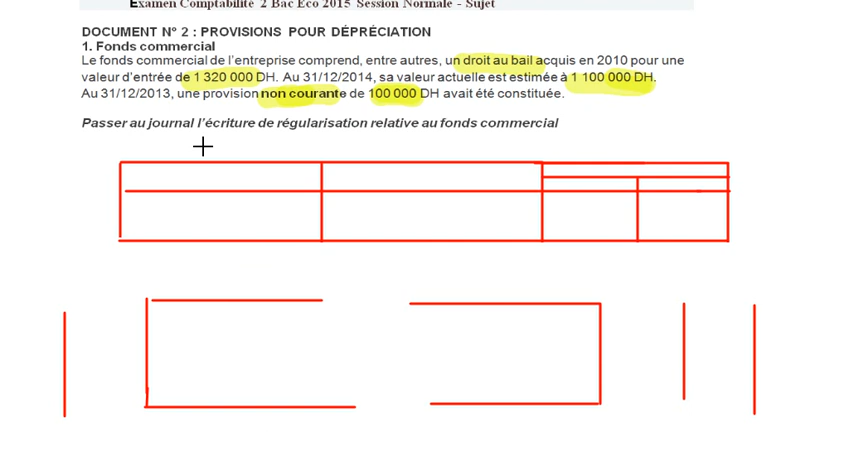 Examen Comptabilité 2 Bac Eco 2015 Session Normale - Sujet
DOCUMENT Nº 2 : PROVISIONS POUR DÉPRÉCIATION
1. Fonds commercial
Le fonds commercial de l'entreprise comprend, entre autres, un droit au bail acquis en 2010 pour une
valeur d'entrée de 1 320 000 DH. Au 31/12/2014, sa valeur actuelle est estimée à 1 100 000 DH.
Au 31/12/2013, une provision non courante de 100 000 DH avait été constituée.
Passer au journal l'écriture de régularisation relative au fonds commercial